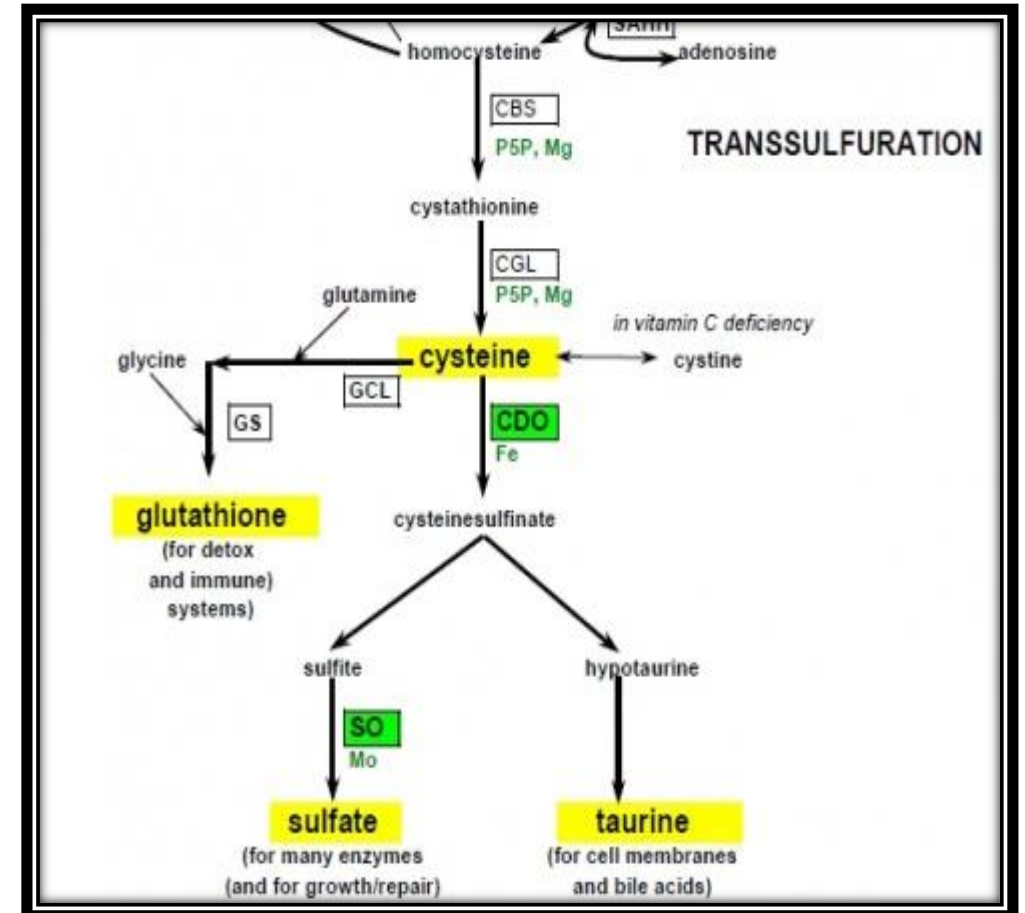 SAHH
homocysteine
adenosine
CBS
P5P, Mg
TRANSSULFURATION
cystathionine
CGL
P5P, Mg
glutamine
in vitamin C deficiency
glycine
cysteine
cystine
GCL
GS
CDO
Fe
glutathione
(for detox
and immune)
systems)
cysteinesulfinate
sulfite
hypotaurine
SO
Mo
sulfate
(for many enzymes
(and for growth/repair)
taurine
(for cell membranes
and bile acids)